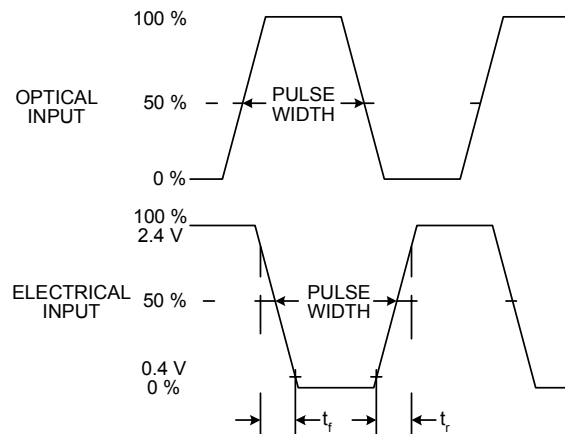 100 %
OPTICAL
INPUT
50 %
PULSE
WIDTH
0 %
100 %
2.4 V
ELECTRICAL
INPUT
50 %
PULSE
WIDTH
0.4 V
0 %
tf
tr